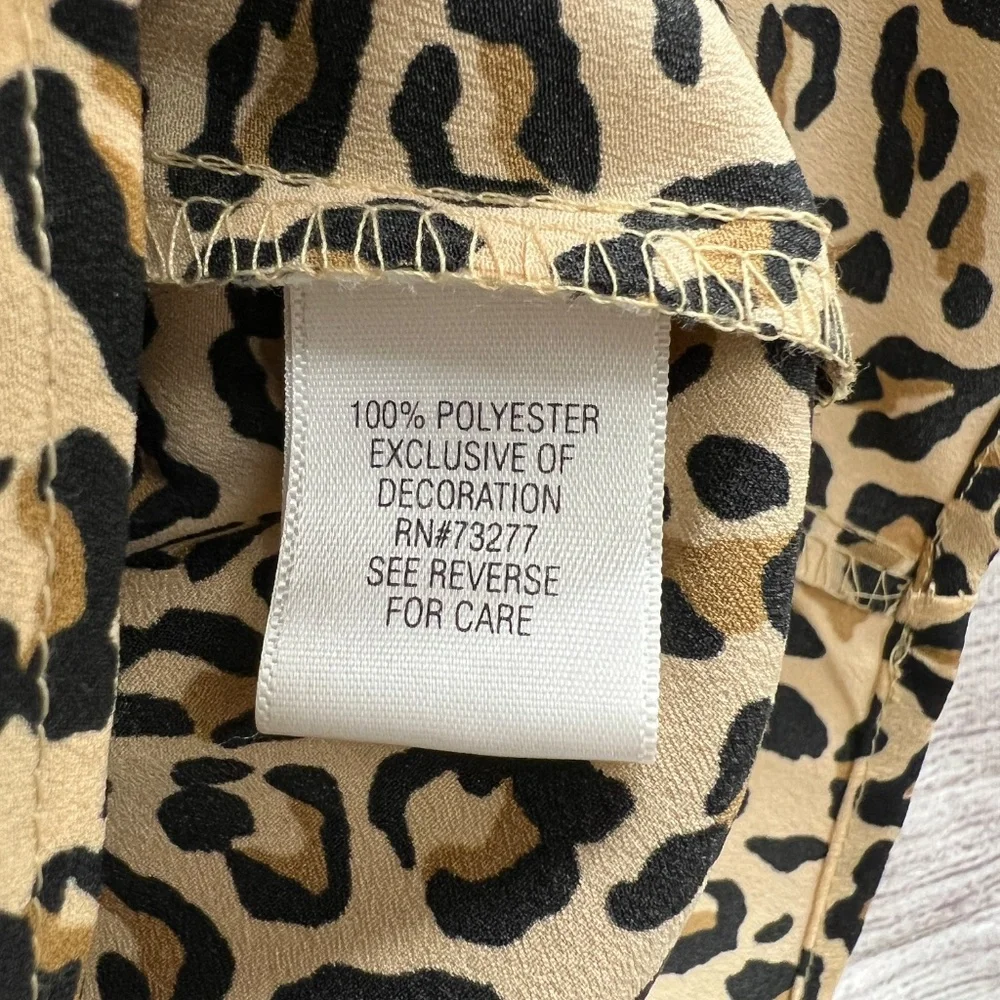 100% POLYESTER
EXCLUSIVE OF
DECORATION
RN#73277
SEE REVERSE
FOR CARE